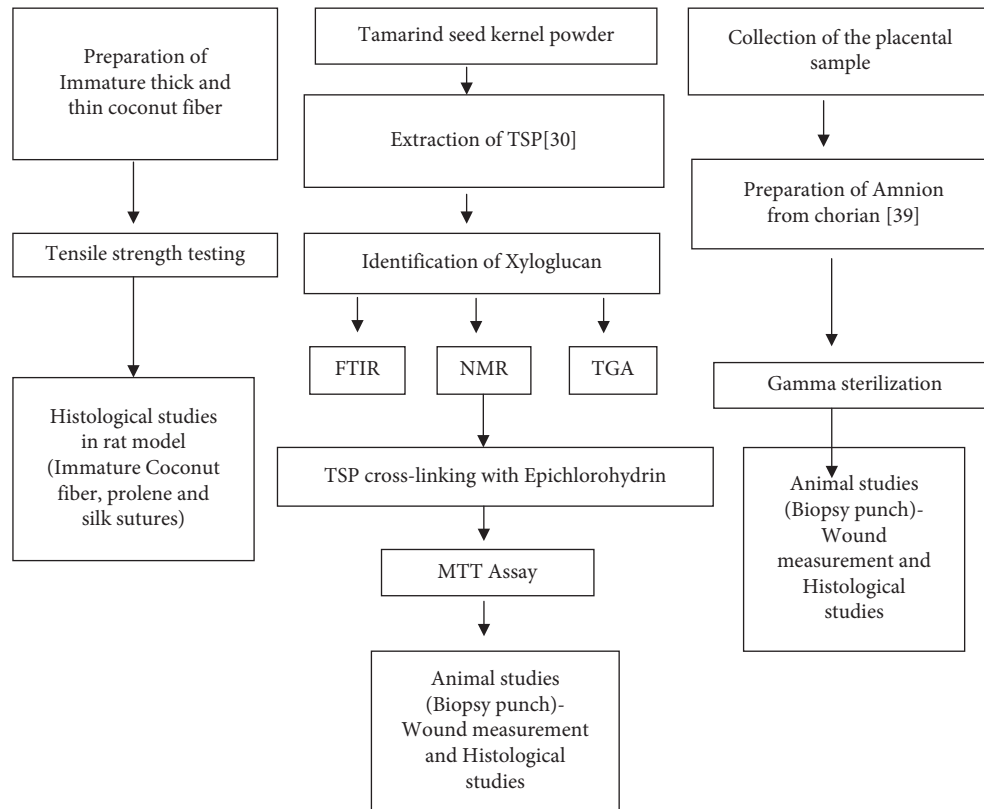 Preparation of
Immature thick and
thin coconut fiber
Tensile strength testing
Histological studies
in rat model
(Immature Coconut
fiber, prolene and
silk sutures)
Tamarind seed kernel powder
Extraction of TSP[30]
Identification of Xyloglucan
FTIR
NMR
TGA
TSP cross-linking with Epichlorohydrin
MTT Assay
Animal studies
(Biopsy punch)-
Wound measurement
and Histological
studies
Collection of the placental
sample
Preparation of Amnion
from chorian [39]
Gamma sterilization
Animal studies
(Biopsy punch)-
Wound
measurement and
Histological
studies